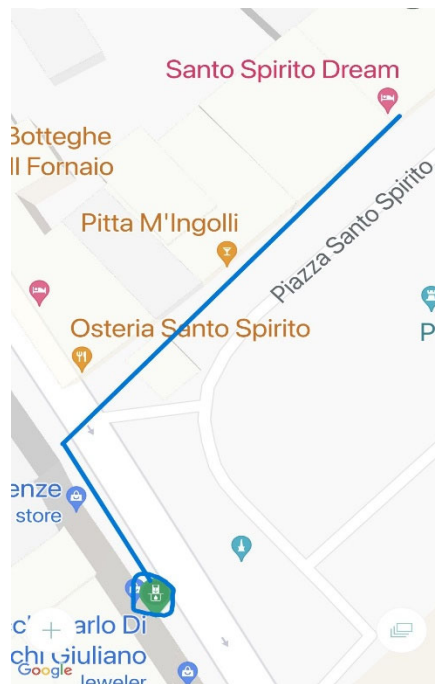 Santo Spirito Dream
Botteghe
Il Fornaio
Pitta M'Ingolli
Piazza Santo Spirito
Osteria Santo Spirito
P
enze
store
arlo Di
chi Giuliano
Google
Jeweler